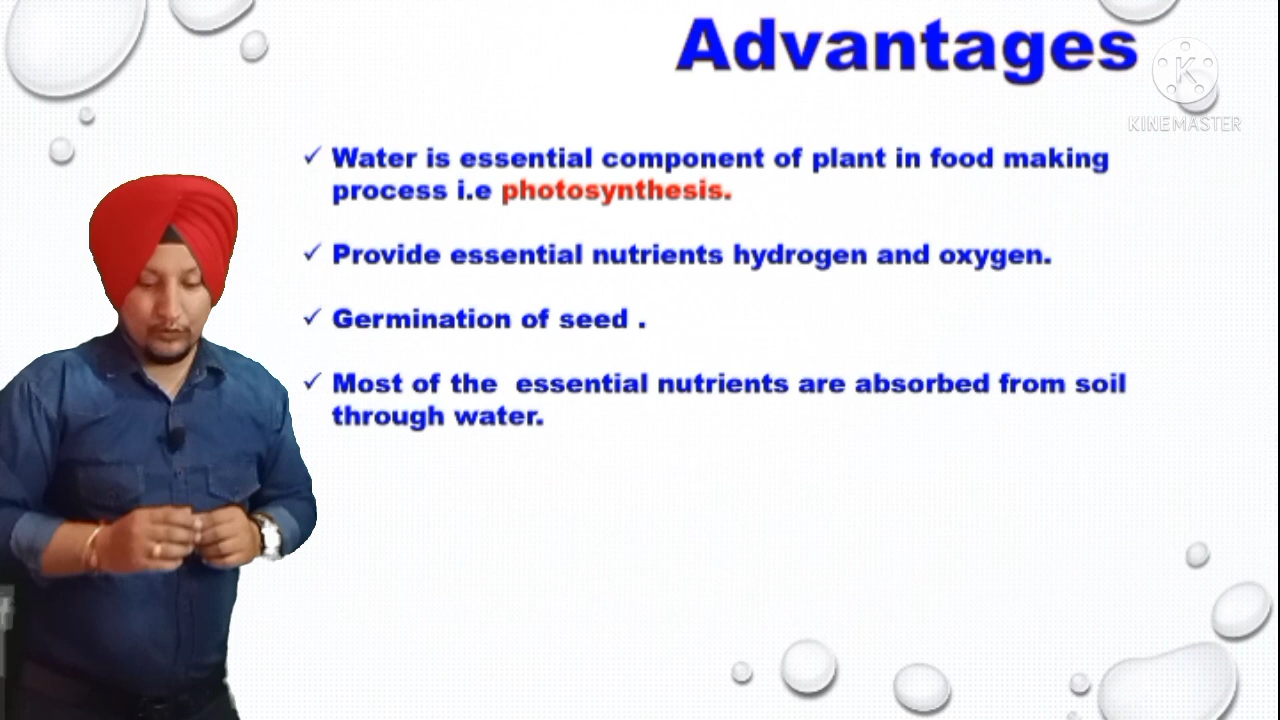 Advantages
KINEMASTER
✓ Water is essential component of plant in food making
process i.e photosynthesis.
✓ Provide essential nutrients hydrogen and oxygen.
✓ Germination of seed .
✓ Most of the essential nutrients are absorbed from soil
through water.